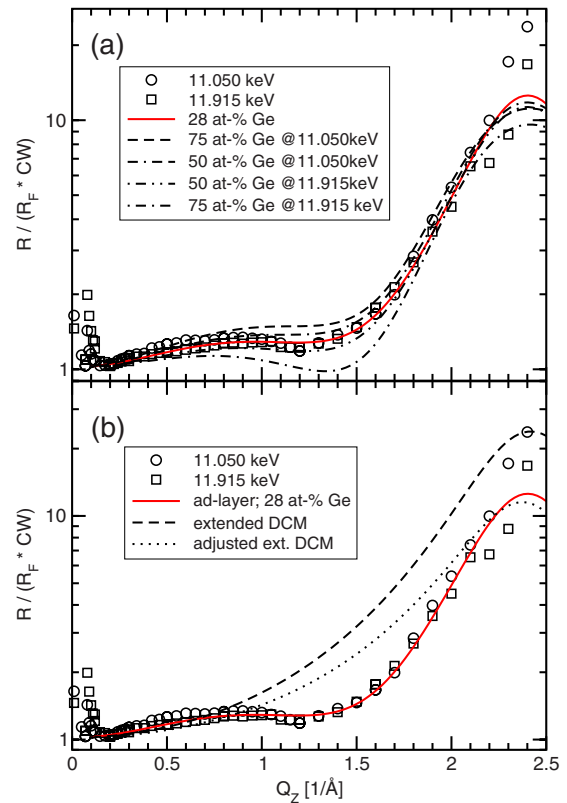 (a)
11.050 keV
11.915 keV
28 at-% Ge
75 at-% Ge @11.050keV
50 at-% Ge @11.050keV
50 at-% Ge @11.915keV
75 at-% Ge @11.915 keV
10
1
R / (R_F * CW)
(b)
11.050 keV
11.915 keV
ad-layer; 28 at-% Ge
extended DCM
adjusted ext. DCM
10
1
R / (R_F * CW)
0 0.5 1 1.5 2 2.5
Q_Z [1/Å]